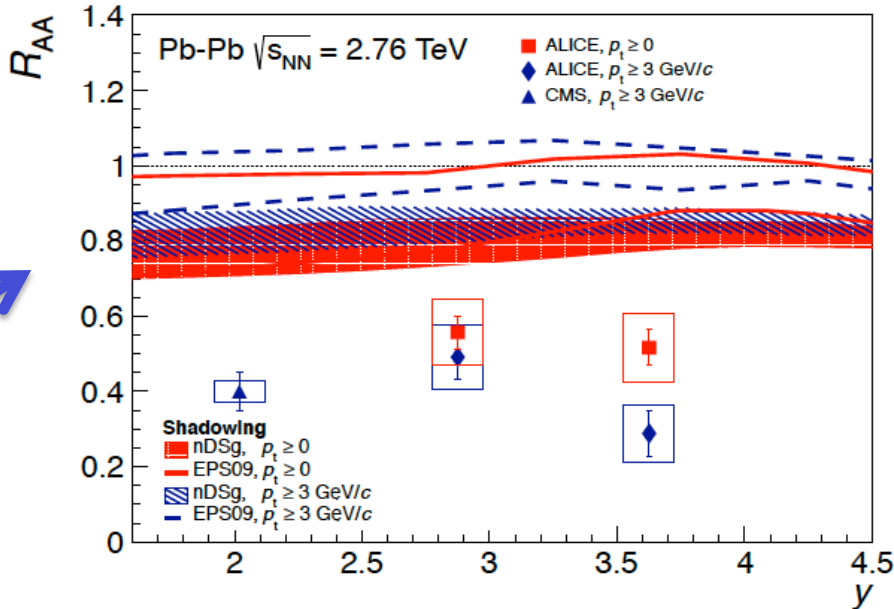 1.4
1.2
1
0.8
0.6
0.4
0.2
0
R_AA
Pb-Pb √s_NN = 2.76 TeV
ALICE, p_t ≥ 0
ALICE, p_t ≥ 3 GeV/c
CMS, p_t ≥ 3 GeV/c
Shadowing
nDSg, p_t ≥ 0
EPS09, p_t ≥ 0
nDSg, p_t ≥ 3 GeV/c
EPS09, p_t ≥ 3 GeV/c
2 2.5 3 3.5 4 4.5
y